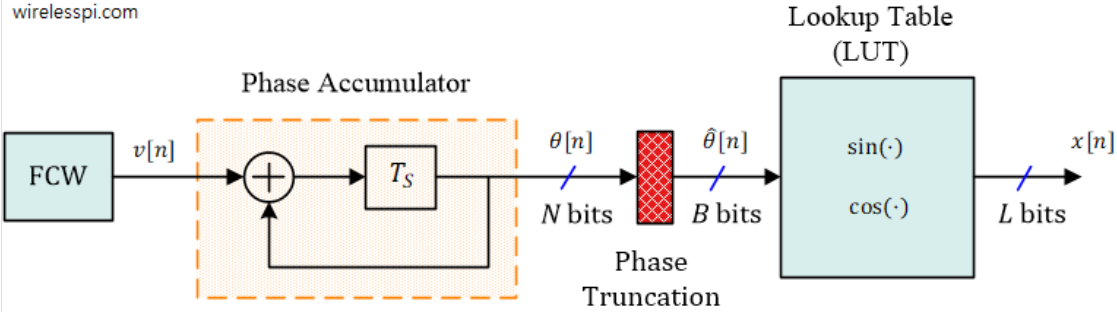 wirelesspi.com
Lookup Table
(LUT)
Phase Accumulator
FCW
v[n]
+
T_S
θ[n]
N bits
Phase
Truncation
θ̂[n]
B bits
sin(·)
cos(·)
x[n]
L bits